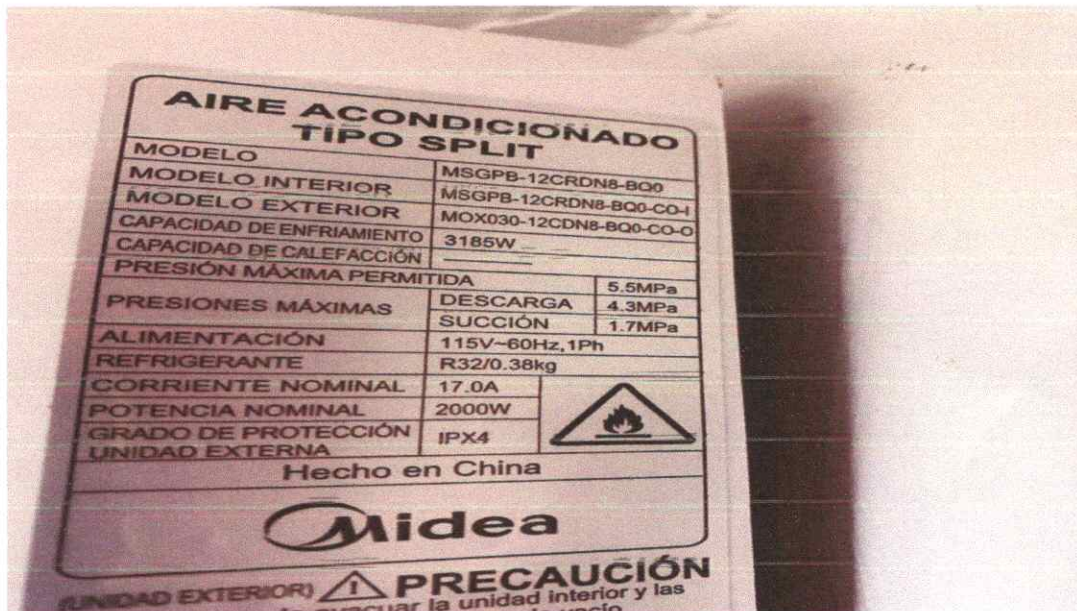 AIRE ACONDICIONADO
TIPO SPLIT
MODELO MSGPB-12CRDN8-BQ0
MODELO INTERIOR MSGPB-12CRDN8-BQ0-CO-I
MODELO EXTERIOR MOX030-12CDN8-BQ0-CO-O
CAPACIDAD DE ENFRIAMIENTO 3185W
CAPACIDAD DE CALEFACCIÓN
PRESIÓN MÁXIMA PERMITIDA 5.5MPa
PRESIONES MÁXIMAS DESCARGA 4.3MPa
SUCCIÓN 1.7MPa
ALIMENTACIÓN 115V~60Hz,1Ph
REFRIGERANTE R32/0.38kg
CORRIENTE NOMINAL 17.0A
POTENCIA NOMINAL 2000W
GRADO DE PROTECCIÓN
UNIDAD EXTERNA IPX4
Hecho en China
Midea
(UNIDAD EXTERIOR) PRECAUCIÓN
evacuar la unidad interior y las